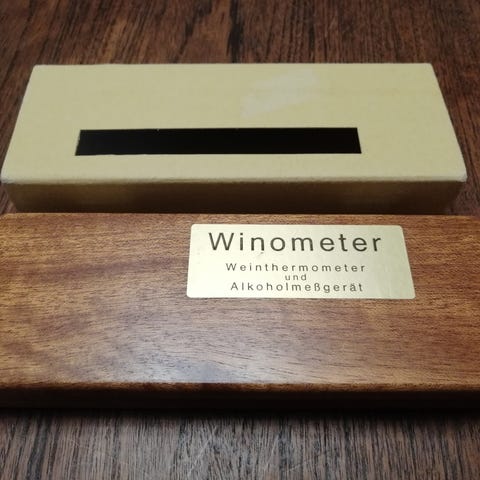 Winometer
Weinthermometer
und
Alkoholmeßgerät